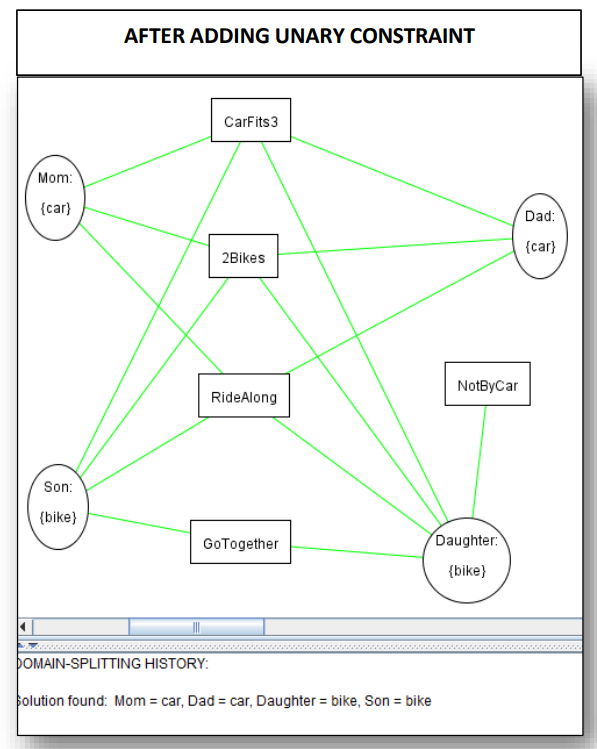 AFTER ADDING UNARY CONSTRAINT
CarFits3
Mom:
{car}
Dad:
{car}
2Bikes
NotByCar
RideAlong
Son:
{bike}
GoTogether
Daughter:
{bike}
DOMAIN-SPLITTING HISTORY:
Solution found: Mom = car, Dad = car, Daughter = bike, Son = bike